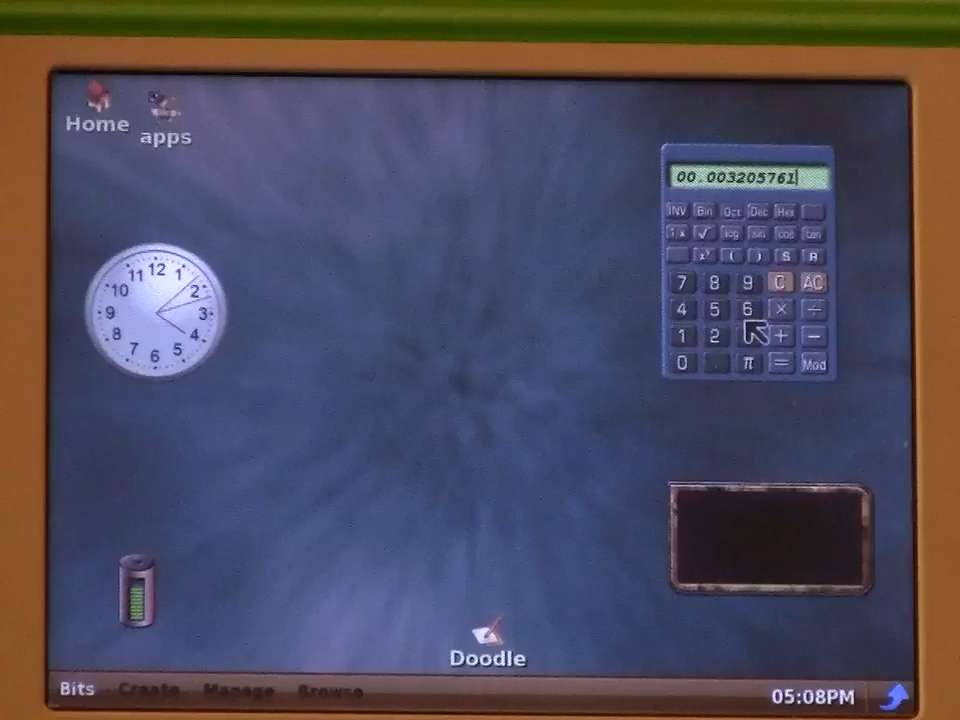 Home
apps
00.003205761
INV Bin Oct Dec Hex
1/x √ log sin cos tan
( ) S R
7 8 9 C AC
4 5 6 × ÷
1 2 + −
0 . π = Mod
12
11 1
10 2
9 3
8 4
7 5
6
Doodle
Bits Create Manage Browse
05:08PM